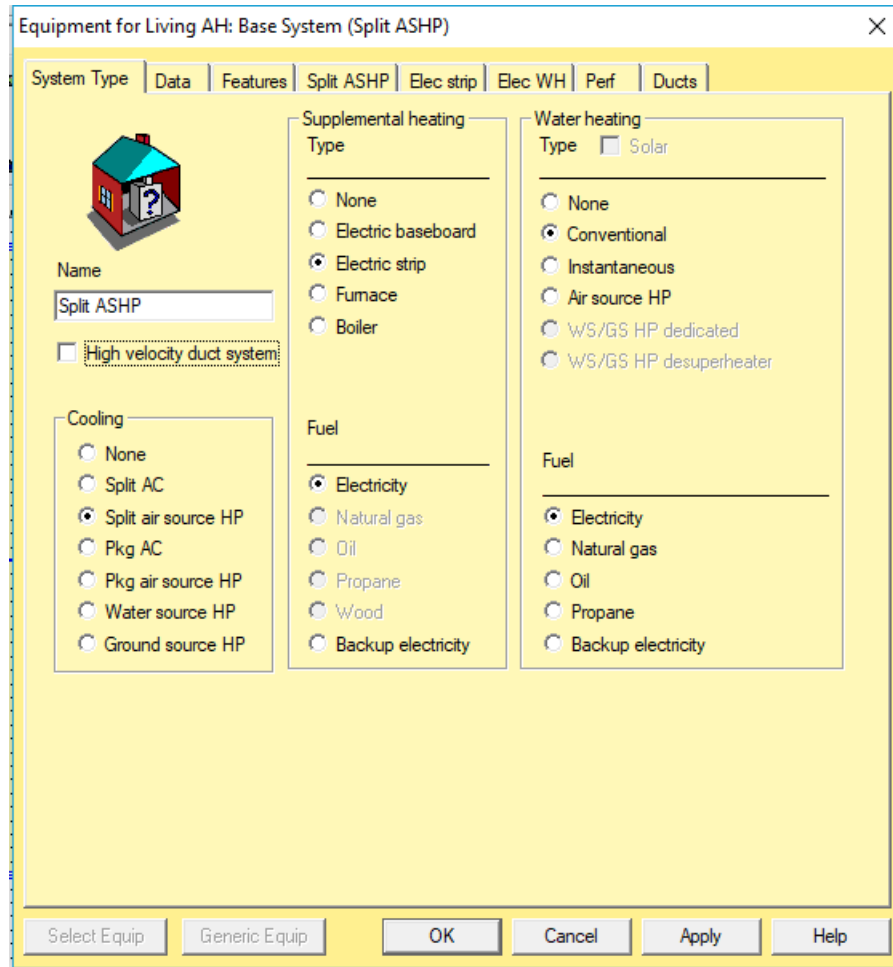 Equipment for Living AH: Base System (Split ASHP)
System Type Data Features Split ASHP Elec strip Elec WH Perf Ducts
?
Name
Split ASHP
High velocity duct system
Cooling
None
Split AC
Split air source HP
Pkg AC
Pkg air source HP
Water source HP
Ground source HP
Supplemental heating
Type
None
Electric baseboard
Electric strip
Furnace
Boiler
Fuel
Electricity
Natural gas
Oil
Propane
Wood
Backup electricity
Water heating
Type Solar
None
Conventional
Instantaneous
Air source HP
WS/GS HP dedicated
WS/GS HP desuperheater
Fuel
Electricity
Natural gas
Oil
Propane
Backup electricity
Select Equip Generic Equip OK Cancel Apply Help